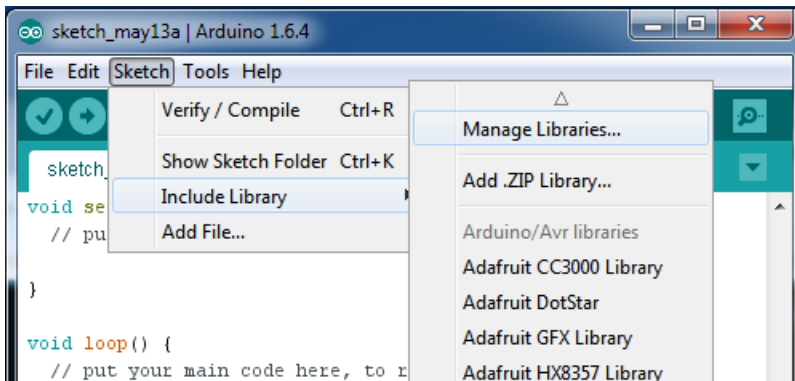 sketch_may13a | Arduino 1.6.4
File Edit Sketch Tools Help
Verify / Compile Ctrl+R
Show Sketch Folder Ctrl+K
Include Library
Add File...
Manage Libraries...
Add .ZIP Library...
Arduino/Avr libraries
Adafruit CC3000 Library
Adafruit DotStar
Adafruit GFX Library
Adafruit HX8357 Library
sketch_
void se
// pu
}
void loop() {
// put your main code here, to r